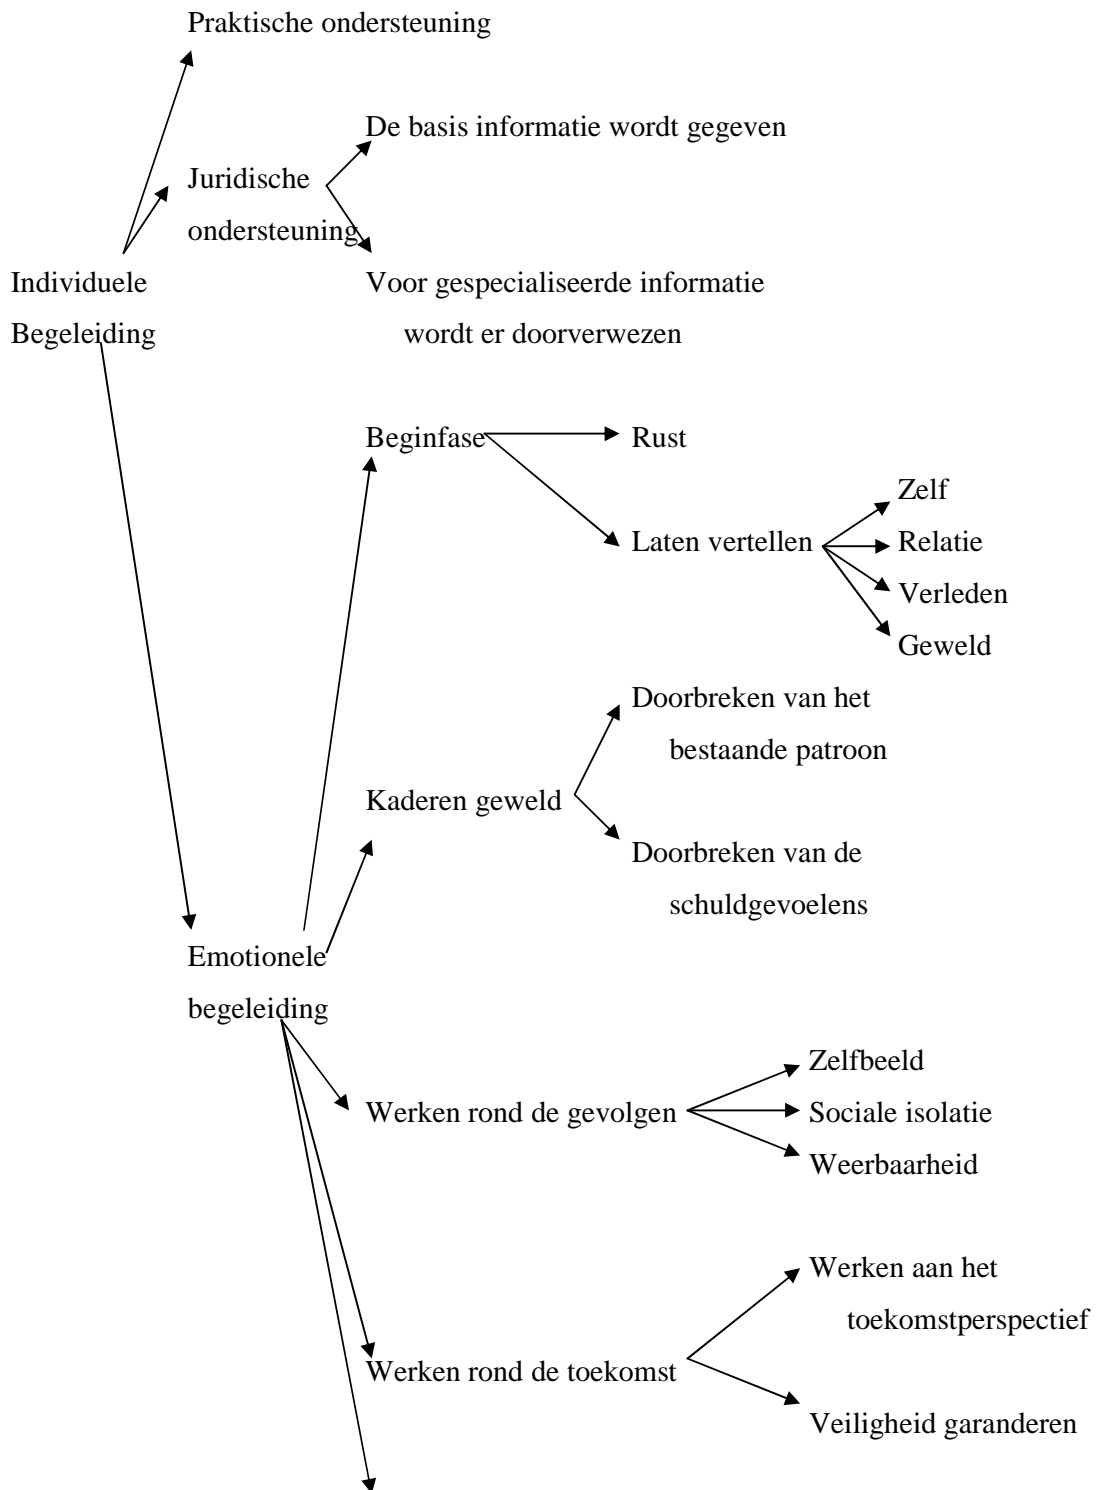 Praktische ondersteuning
De basis informatie wordt gegeven
Juridische
ondersteuning
Individuele
Begeleiding
Voor gespecialiseerde informatie
wordt er doorverwezen
Beginfase
Rust
Laten vertellen
Zelf
Relatie
Verleden
Geweld
Kaderen geweld
Doorbreken van het
bestaande patroon
Doorbreken van de
schuldgevoelens
Emotionele
begeleiding
Werken rond de gevolgen
Zelfbeeld
Sociale isolatie
Weerbaarheid
Werken rond de toekomst
Werken aan het
toekomstperspectief
Veiligheid garanderen